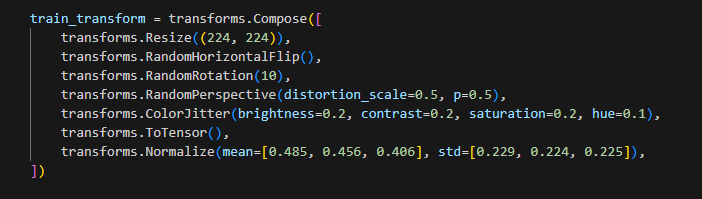 train_transform = transforms.Compose([
    transforms.Resize((224, 224)),
    transforms.RandomHorizontalFlip(),
    transforms.RandomRotation(10),
    transforms.RandomPerspective(distortion_scale=0.5, p=0.5),
    transforms.ColorJitter(brightness=0.2, contrast=0.2, saturation=0.2, hue=0.1),
    transforms.ToTensor(),
    transforms.Normalize(mean=[0.485, 0.456, 0.406], std=[0.229, 0.224, 0.225]),
])